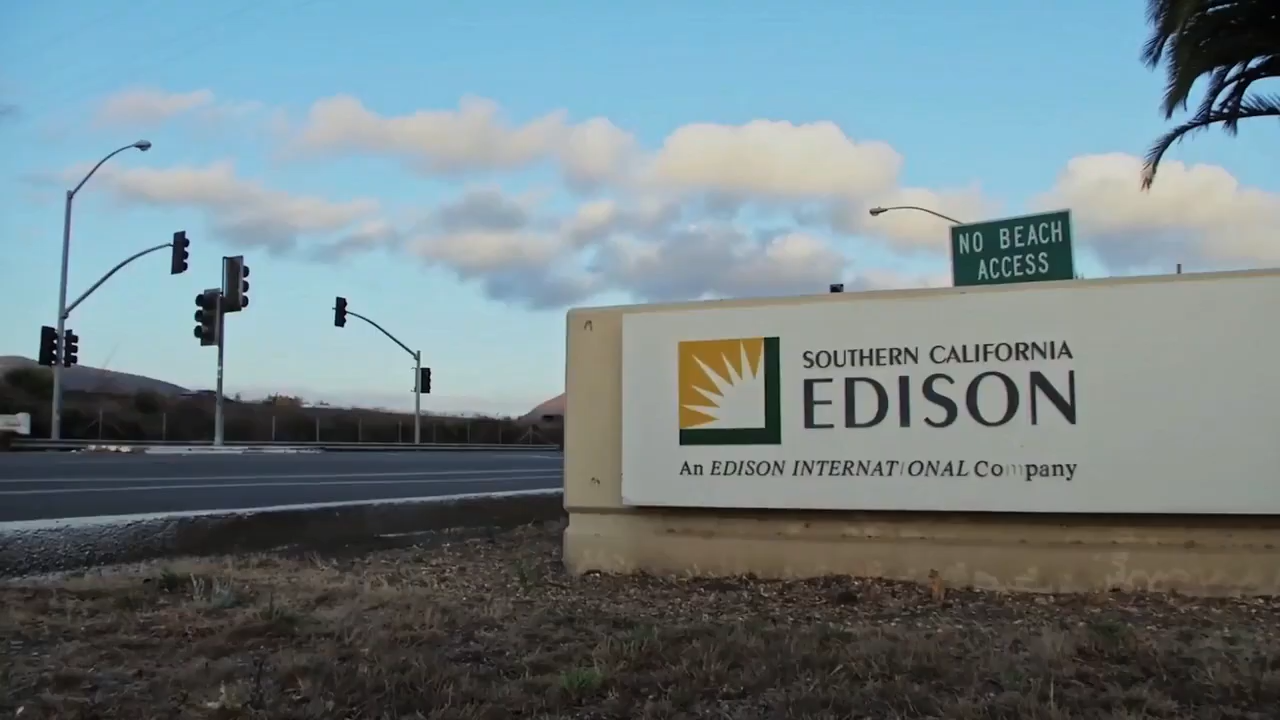 NO BEACH
ACCESS
SOUTHERN CALIFORNIA
EDISON
An EDISON INTERNATIONAL Company